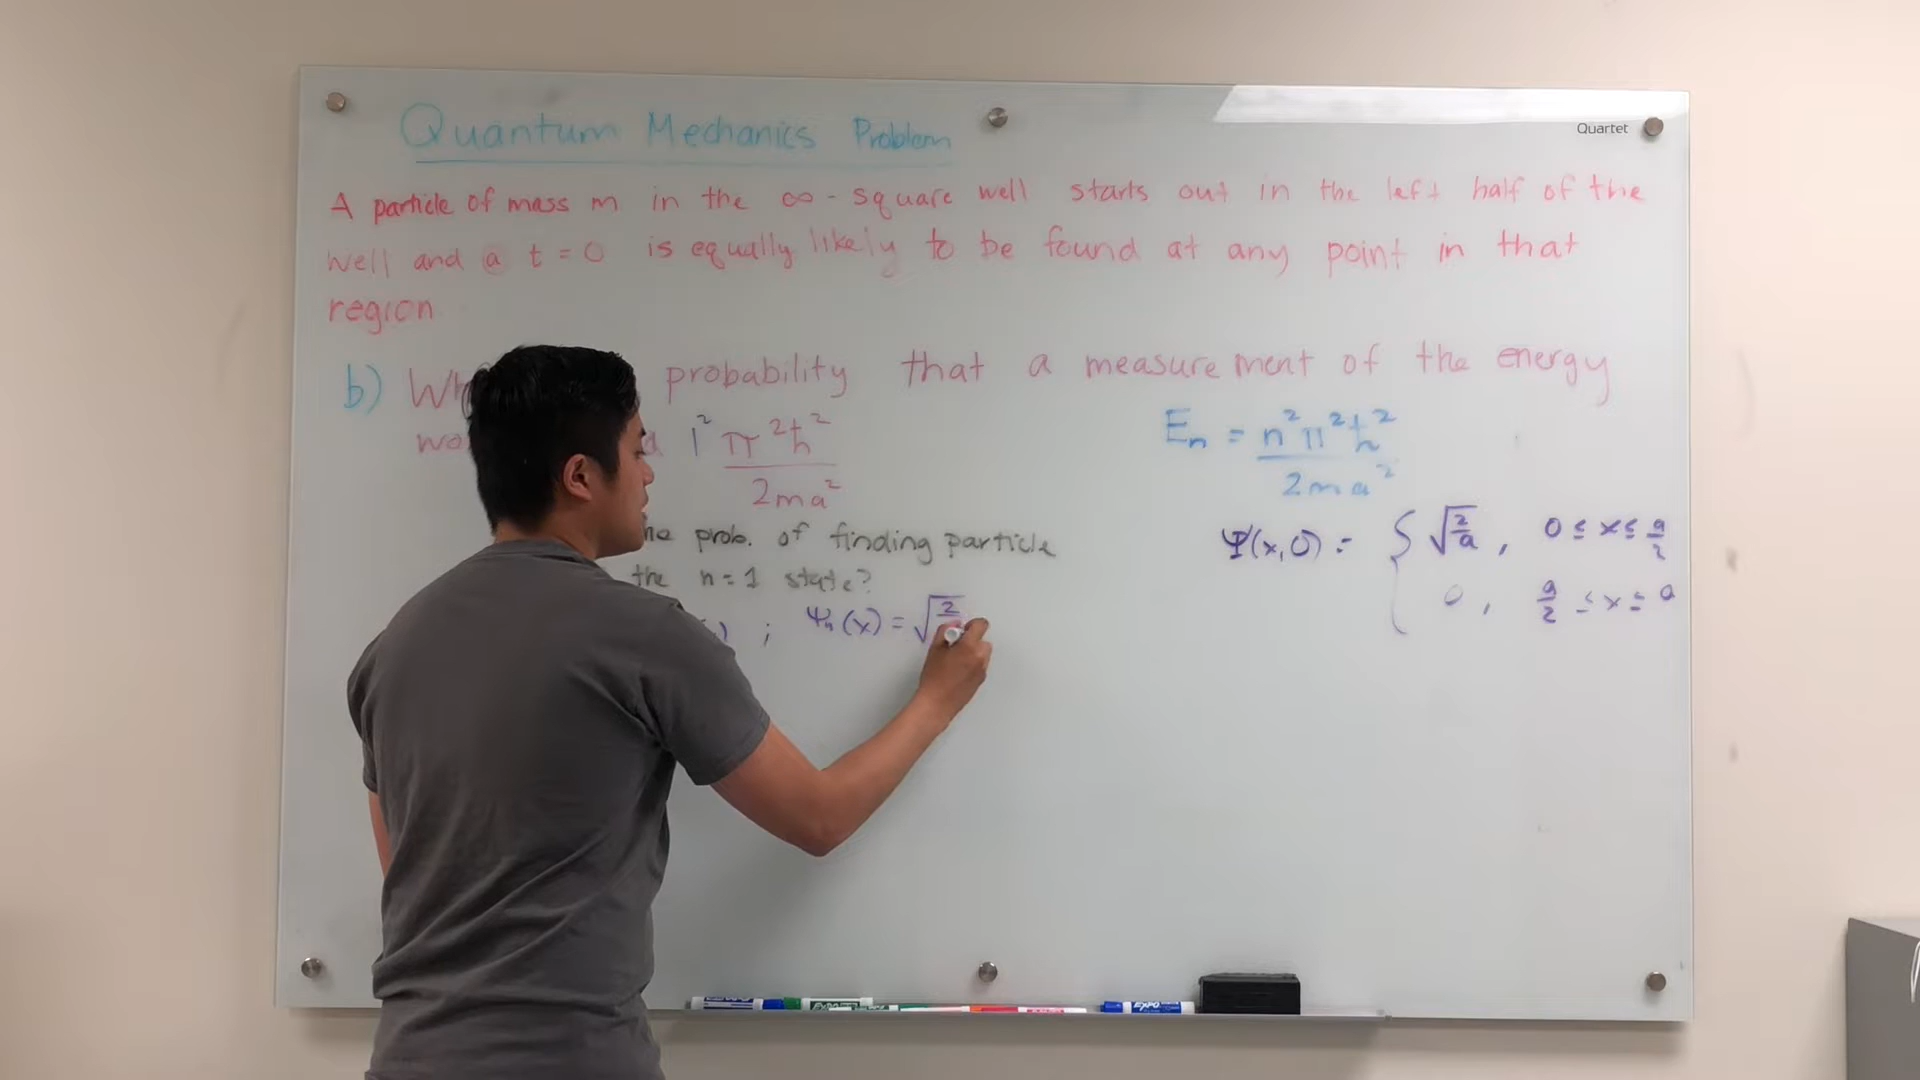 Quantum Mechanics Problem
Quartet
A particle of mass m in the ∞ - square well starts out in the left half of the
well and @ t = 0 is equally likely to be found at any point in that
region
b) Wh probability that a measurement of the energy
wo 1² π²ħ² / 2ma²
Eₙ = n²π²ħ² / 2ma²
prob. of finding particle
the n = 1 state?
Ψ(x,0) = { √(2/a) , 0 ≤ x ≤ a/2
0 , a/2 ≤ x ≤ a
; ψₙ(x) = √2
EXPO